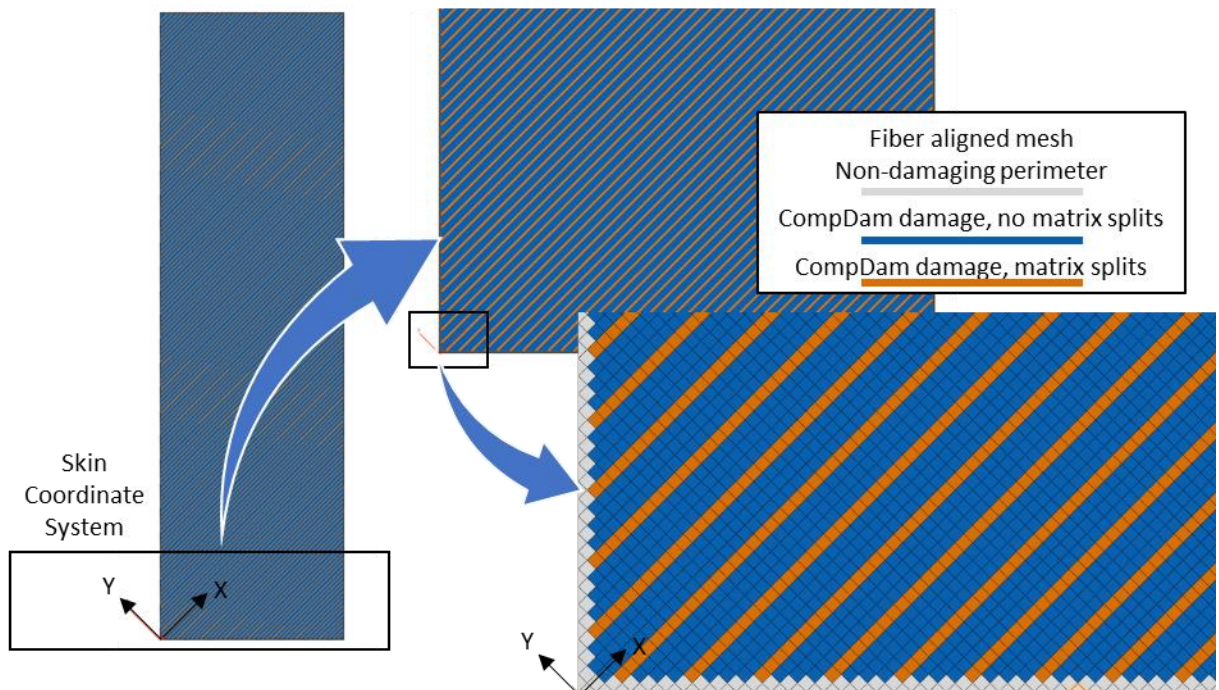 Fiber aligned mesh
Non-damaging perimeter
CompDam damage, no matrix splits
CompDam damage, matrix splits
Skin
Coordinate
System
Y
X
Y
X